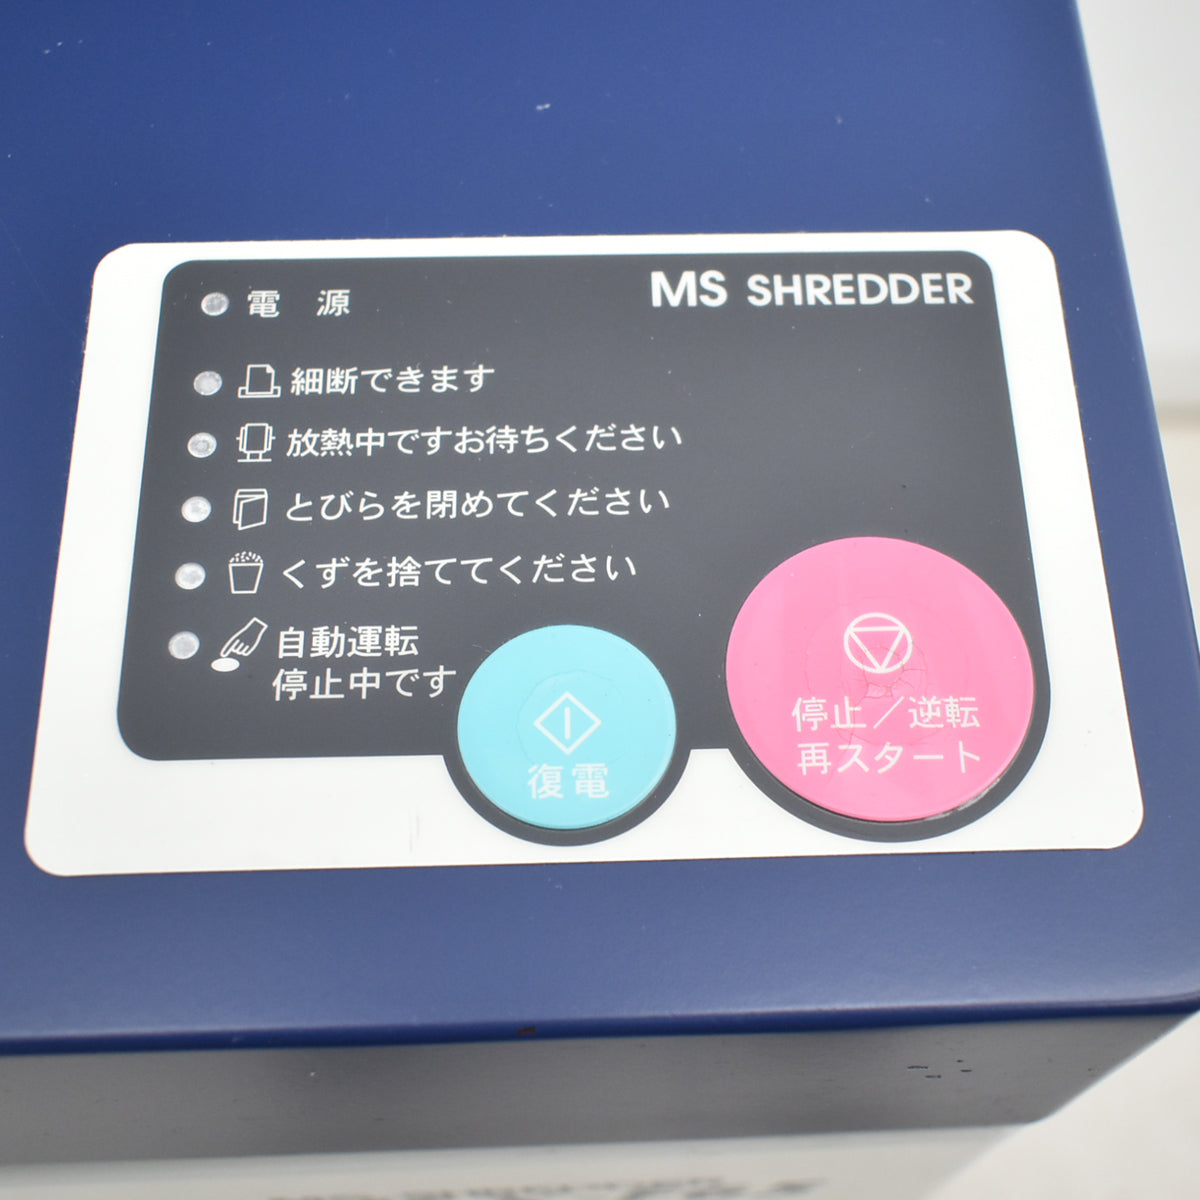 電 源
MS SHREDDER
細断できます
放熱中ですお待ちください
とびらを閉めてください
くずを捨ててください
自動運転
停止中です
復電
停止／逆転
再スタート